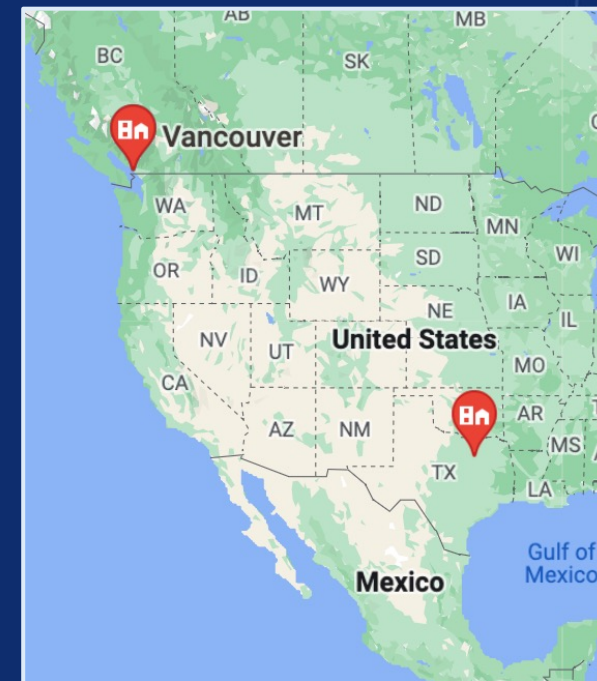 AB
MB
BC
SK
Vancouver
WA
MT
ND
MN
OR
ID
SD
WI
WY
IA
NE
IL
NV
UT
United States
CA
MO
AZ
NM
AR
TX
MS
LA
Gulf of
Mexico
Mexico